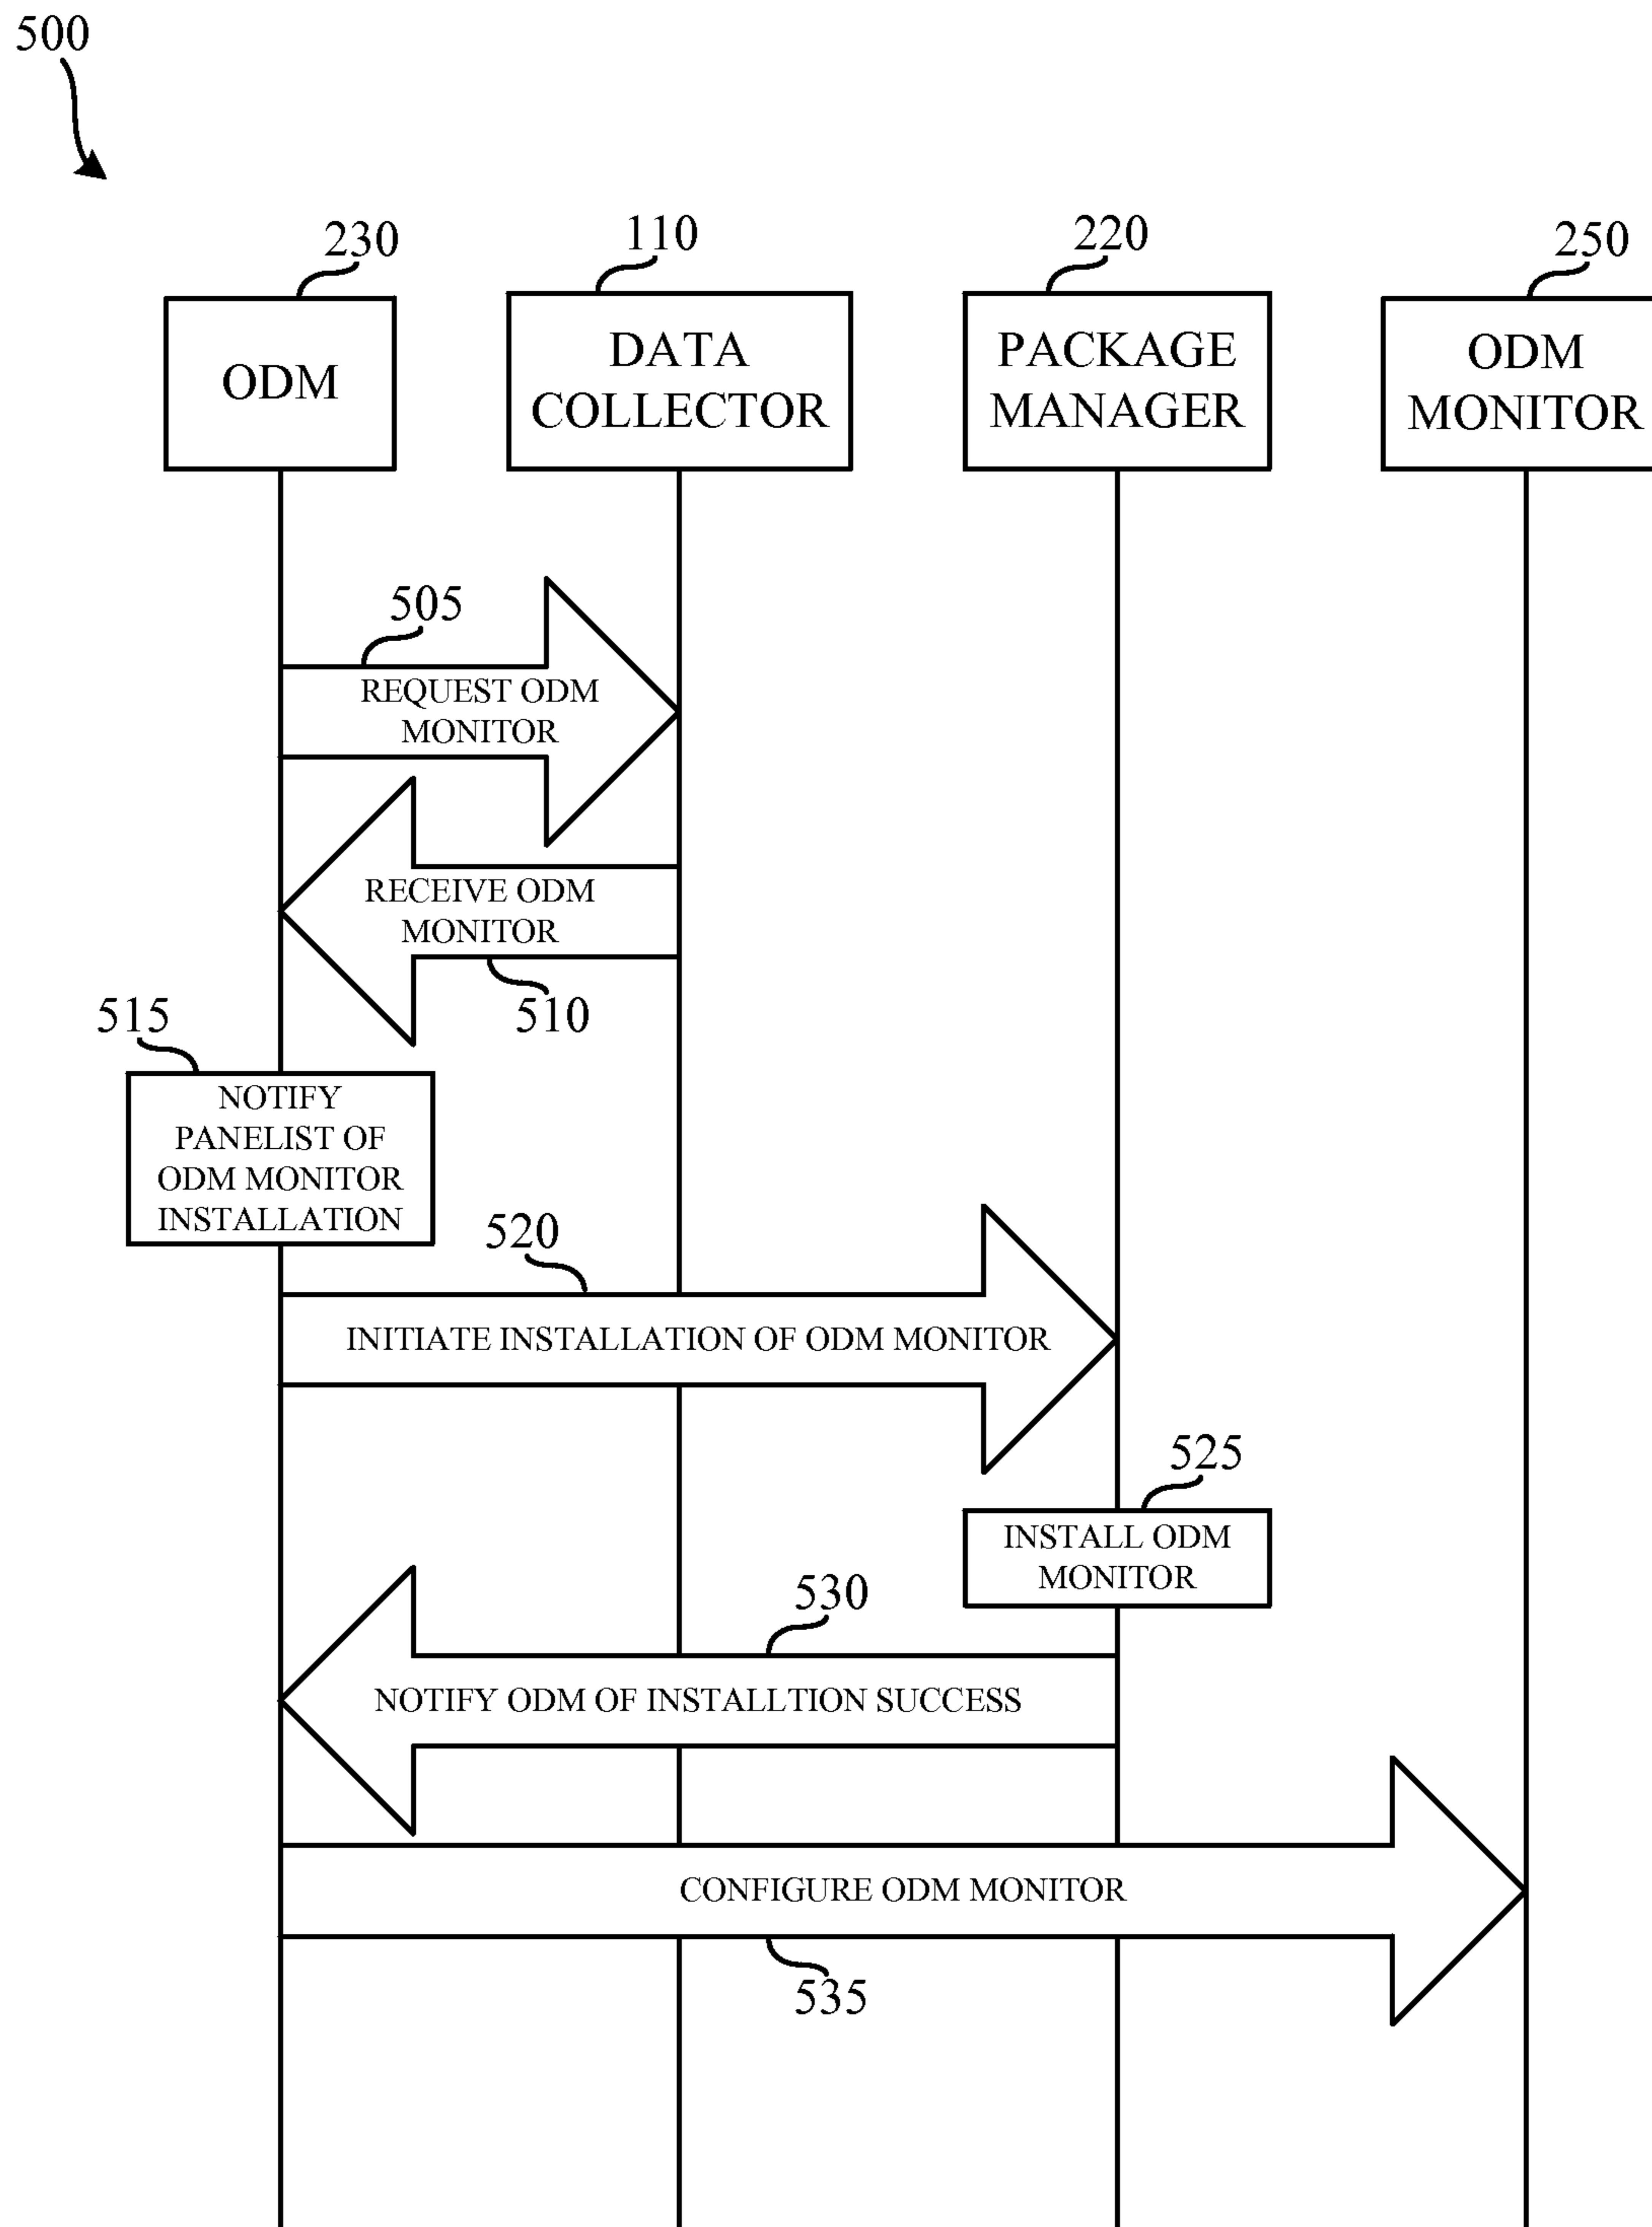 500
230
110
220
250
ODM
DATA
COLLECTOR
PACKAGE
MANAGER
ODM
MONITOR
505
REQUEST ODM
MONITOR
RECEIVE ODM
MONITOR
510
515
NOTIFY
PANELIST OF
ODM MONITOR
INSTALLATION
520
INITIATE INSTALLATION OF ODM MONITOR
525
INSTALL ODM
MONITOR
530
NOTIFY ODM OF INSTALLTION SUCCESS
CONFIGURE ODM MONITOR
535